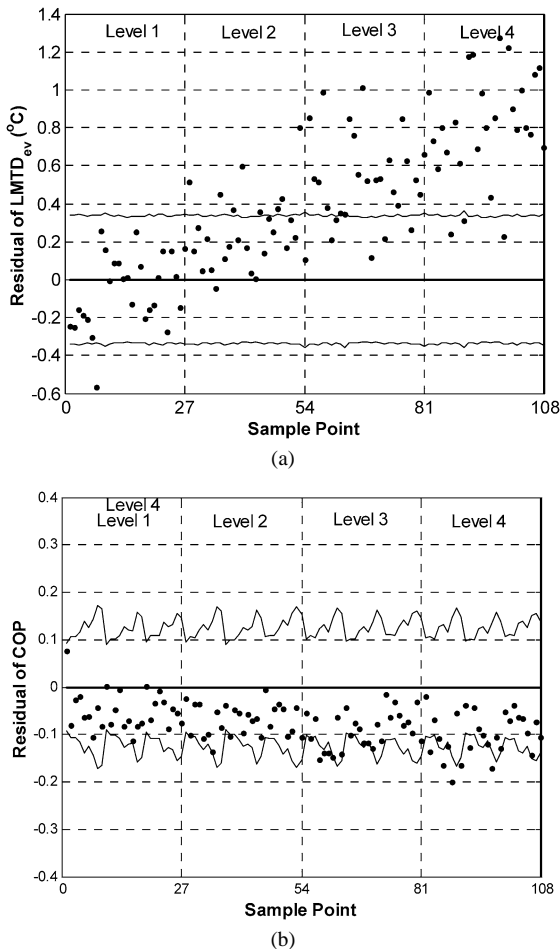 1.4
Level 1 Level 2 Level 3 Level 4
1.2
1
0.8
0.6
0.4
0.2
0
-0.2
-0.4
-0.6
Residual of LMTDev (oC)
0 27 54 81 108
Sample Point
(a)
0.4
Level 4
Level 1 Level 2 Level 3 Level 4
0.3
0.2
0.1
0
-0.1
-0.2
-0.3
-0.4
Residual of COP
0 27 54 81 108
Sample Point
(b)